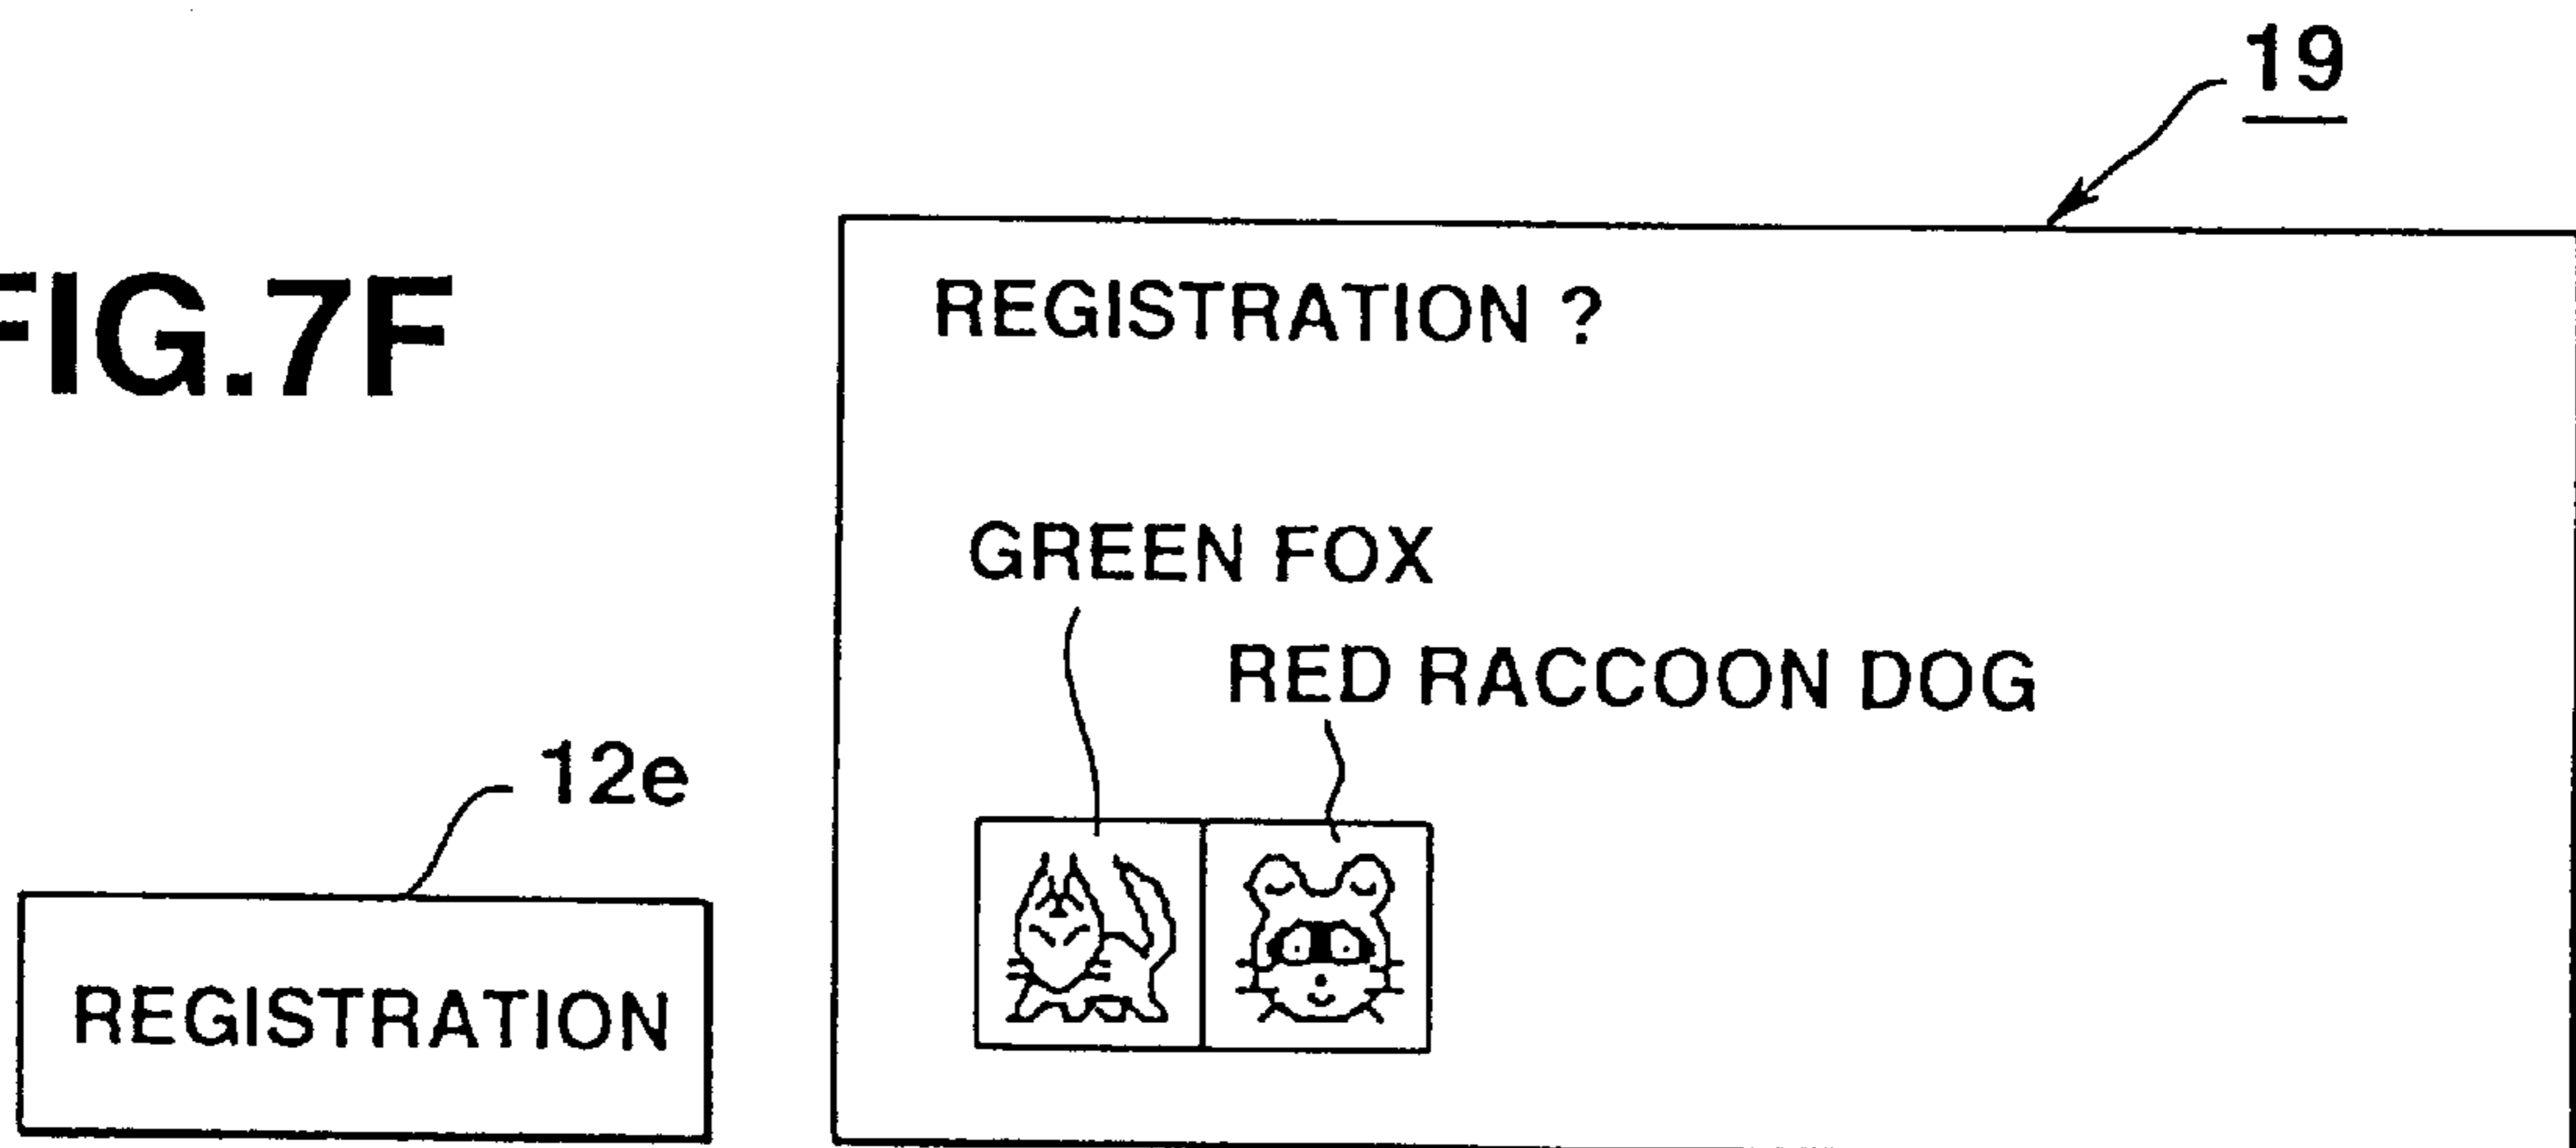 19
FIG.7F
REGISTRATION ?
GREEN FOX
RED RACCOON DOG
12e
REGISTRATION